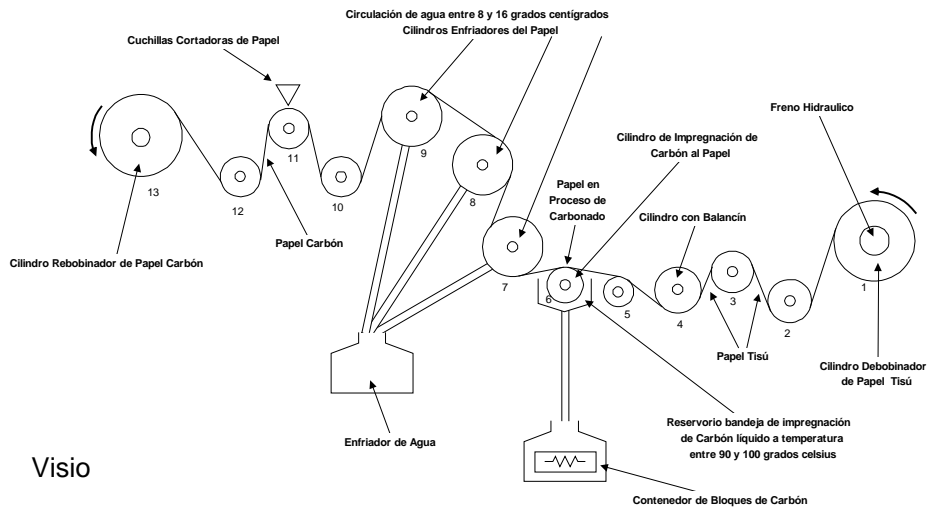 Circulación de agua entre 8 y 16 grados centígrados
Cilindros Enfriadores del Papel
Cuchillas Cortadoras de Papel
Freno Hidraulico
Cilindro de Impregnación de
Carbón al Papel
Papel en
Proceso de
Carbonado
Cilindro con Balancín
13
12
11
10
9
8
7
6
5
4
3
2
1
Papel Carbón
Cilindro Rebobinador de Papel Carbón
Papel Tisú
Cilindro Debobinador
de Papel Tisú
Enfriador de Agua
Reservorio bandeja de impregnación
de Carbón líquido a temperatura
entre 90 y 100 grados celsius
Visio
Contenedor de Bloques de Carbón